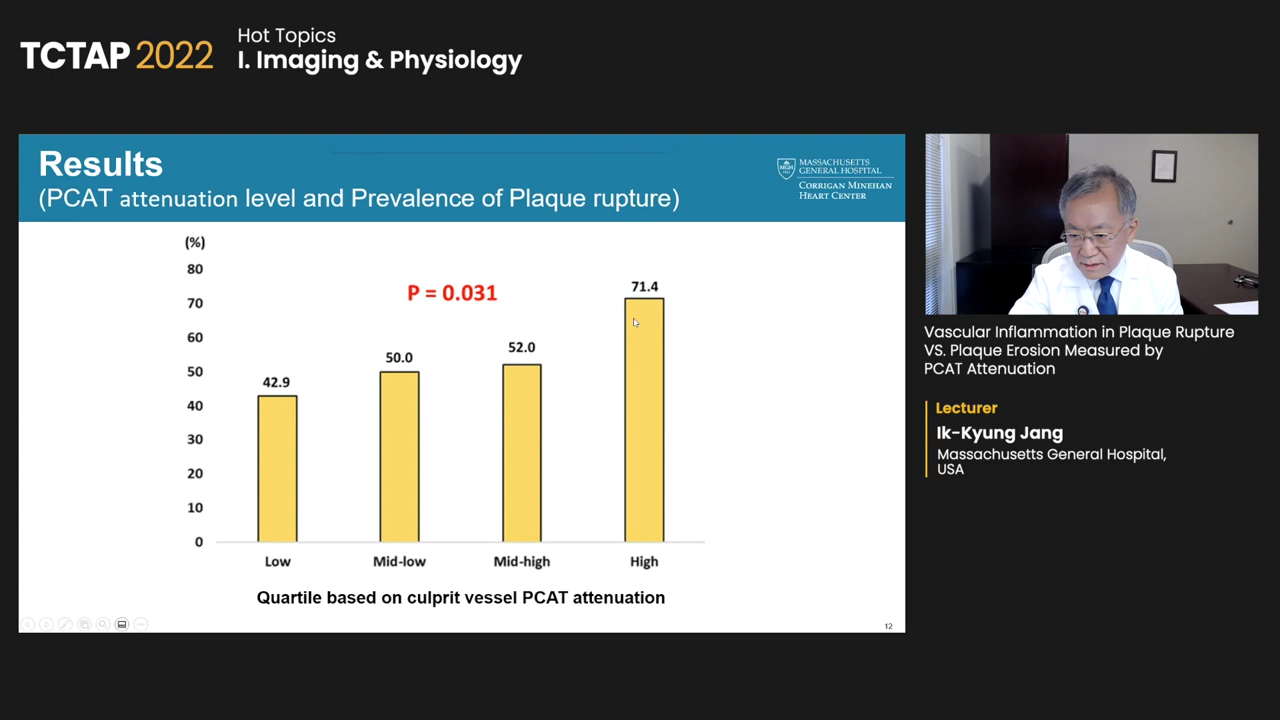 TCTAP 2022
Hot Topics
I. Imaging & Physiology
Results
(PCAT attenuation level and Prevalence of Plaque rupture)
MGH
1811
MASSACHUSETTS
GENERAL HOSPITAL
CORRIGAN MINEHAN
HEART CENTER
(%)
80
70
60
50
40
30
20
10
0
P = 0.031
42.9
50.0
52.0
71.4
Low
Mid-low
Mid-high
High
Quartile based on culprit vessel PCAT attenuation
12
Vascular Inflammation in Plaque Rupture
VS. Plaque Erosion Measured by
PCAT Attenuation
Lecturer
Ik-Kyung Jang
Massachusetts General Hospital,
USA